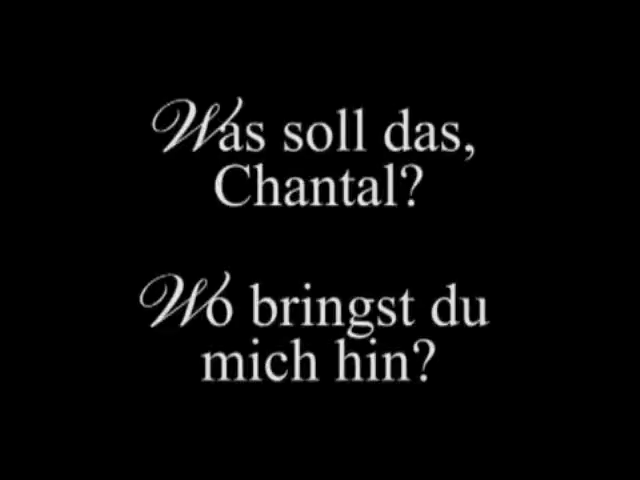 Was soll das,
Chantal?
Wo bringst du
mich hin?